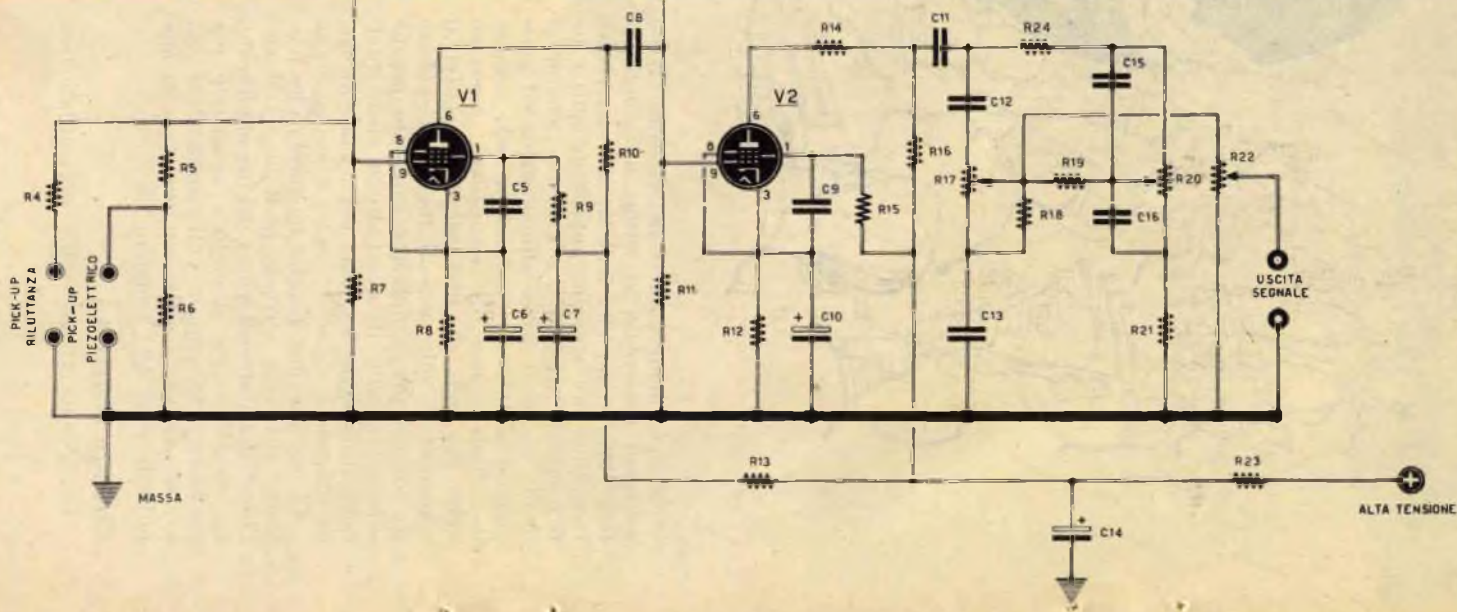 C8
R14
C11
R24
V1
6
8
9
1
3
R10
V2
6
8
9
1
3
C12
C15
R4
R5
C5
R9
C9
R15
R16
R17
R19
R18
R20
R22
C16
PICK-UP
RILUTTANZA
PICK-UP
PIEZOELETTRICO
R6
R7
R8
+
C6
+
C7
R11
R12
+
C10
C13
R21
USCITA
SEGNALE
MASSA
R13
R23
+
ALTA TENSIONE
+
C14